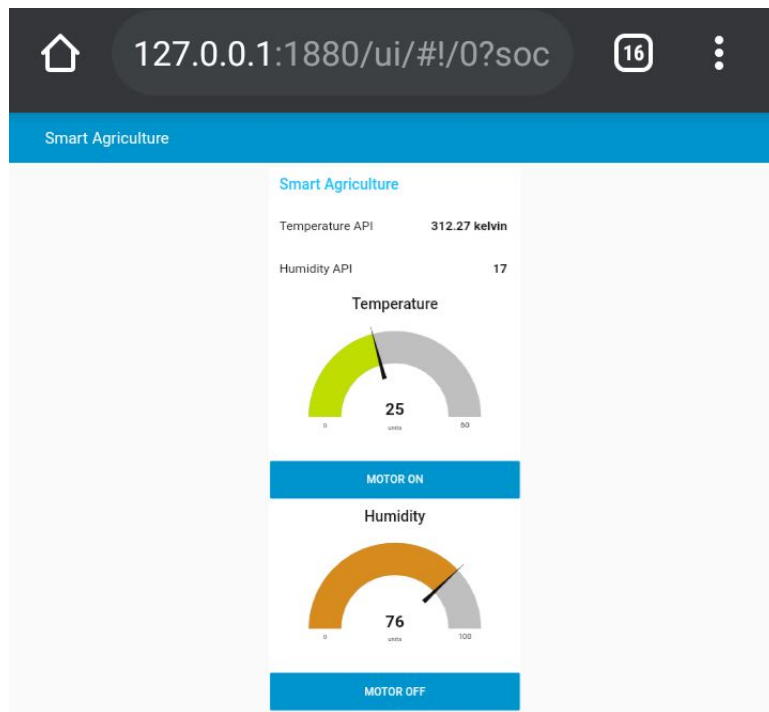 127.0.0.1:1880/ui/#!/0?soc 16
Smart Agriculture
Smart Agriculture
Temperature API 312.27 kelvin
Humidity API 17
Temperature
25
0 units 60
MOTOR ON
Humidity
76
0 units 100
MOTOR OFF